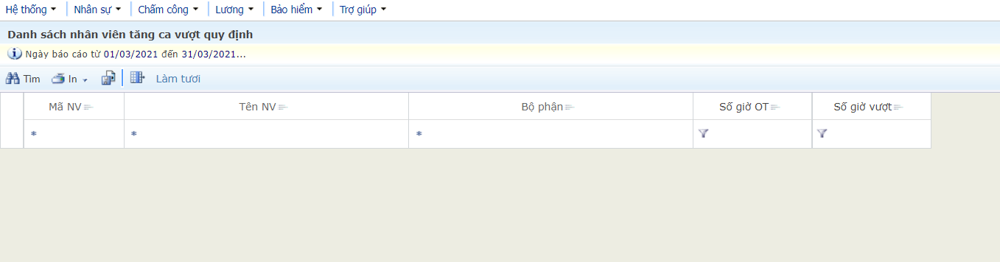 Hệ thống Nhân sự Chấm công Lương Bảo hiểm Trợ giúp
Danh sách nhân viên tăng ca vượt quy định
Ngày báo cáo từ 01/03/2021 đến 31/03/2021...
Tìm In Làm tươi
Mã NV Tên NV Bộ phận Số giờ OT Số giờ vượt
* * *